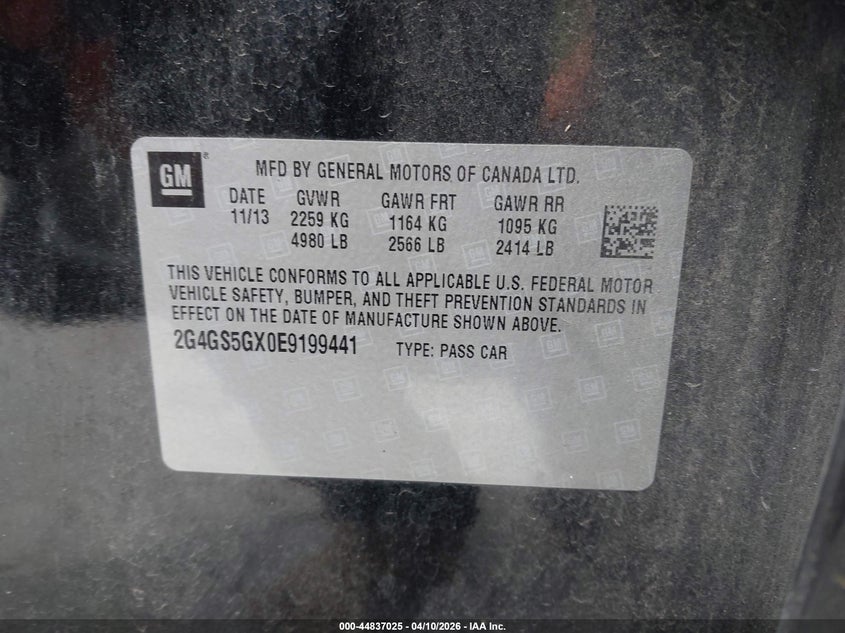 GM ®
MFD BY GENERAL MOTORS OF CANADA LTD.
DATE GVWR GAWR FRT GAWR RR
11/13 2259 KG 1164 KG 1095 KG
4980 LB 2566 LB 2414 LB
THIS VEHICLE CONFORMS TO ALL APPLICABLE U.S. FEDERAL MOTOR
VEHICLE SAFETY, BUMPER, AND THEFT PREVENTION STANDARDS IN
EFFECT ON THE DATE OF MANUFACTURE SHOWN ABOVE.
2G4GS5GX0E9199441 TYPE: PASS CAR
000-44837025 - 04/10/2026 - IAA Inc.